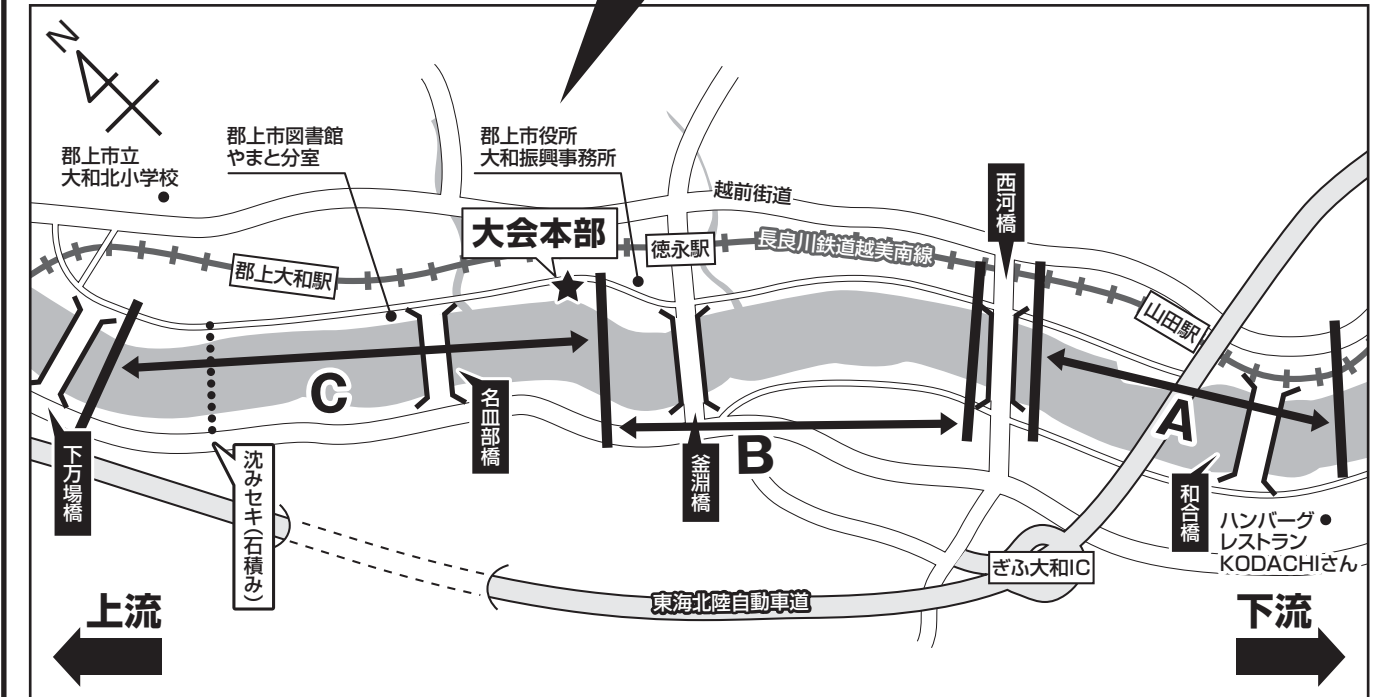 N
郡上市立
大和北小学校
郡上市図書館
やまと分室
郡上市役所
大和振興事務所
越前街道
西河橋
大会本部
徳永駅
長良川鉄道越美南線
郡上大和駅
山田駅
C
B
A
名皿部橋
釜淵橋
和合橋
下万場橋
沈みセキ(石積み)
ハンバーグ
レストラン
KODACHIさん
ぎふ大和IC
東海北陸自動車道
上流
下流